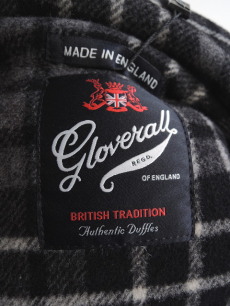 MADE IN ENGLAND
Gloverall
REGD.
OF ENGLAND
BRITISH TRADITION
Authentic Duffles